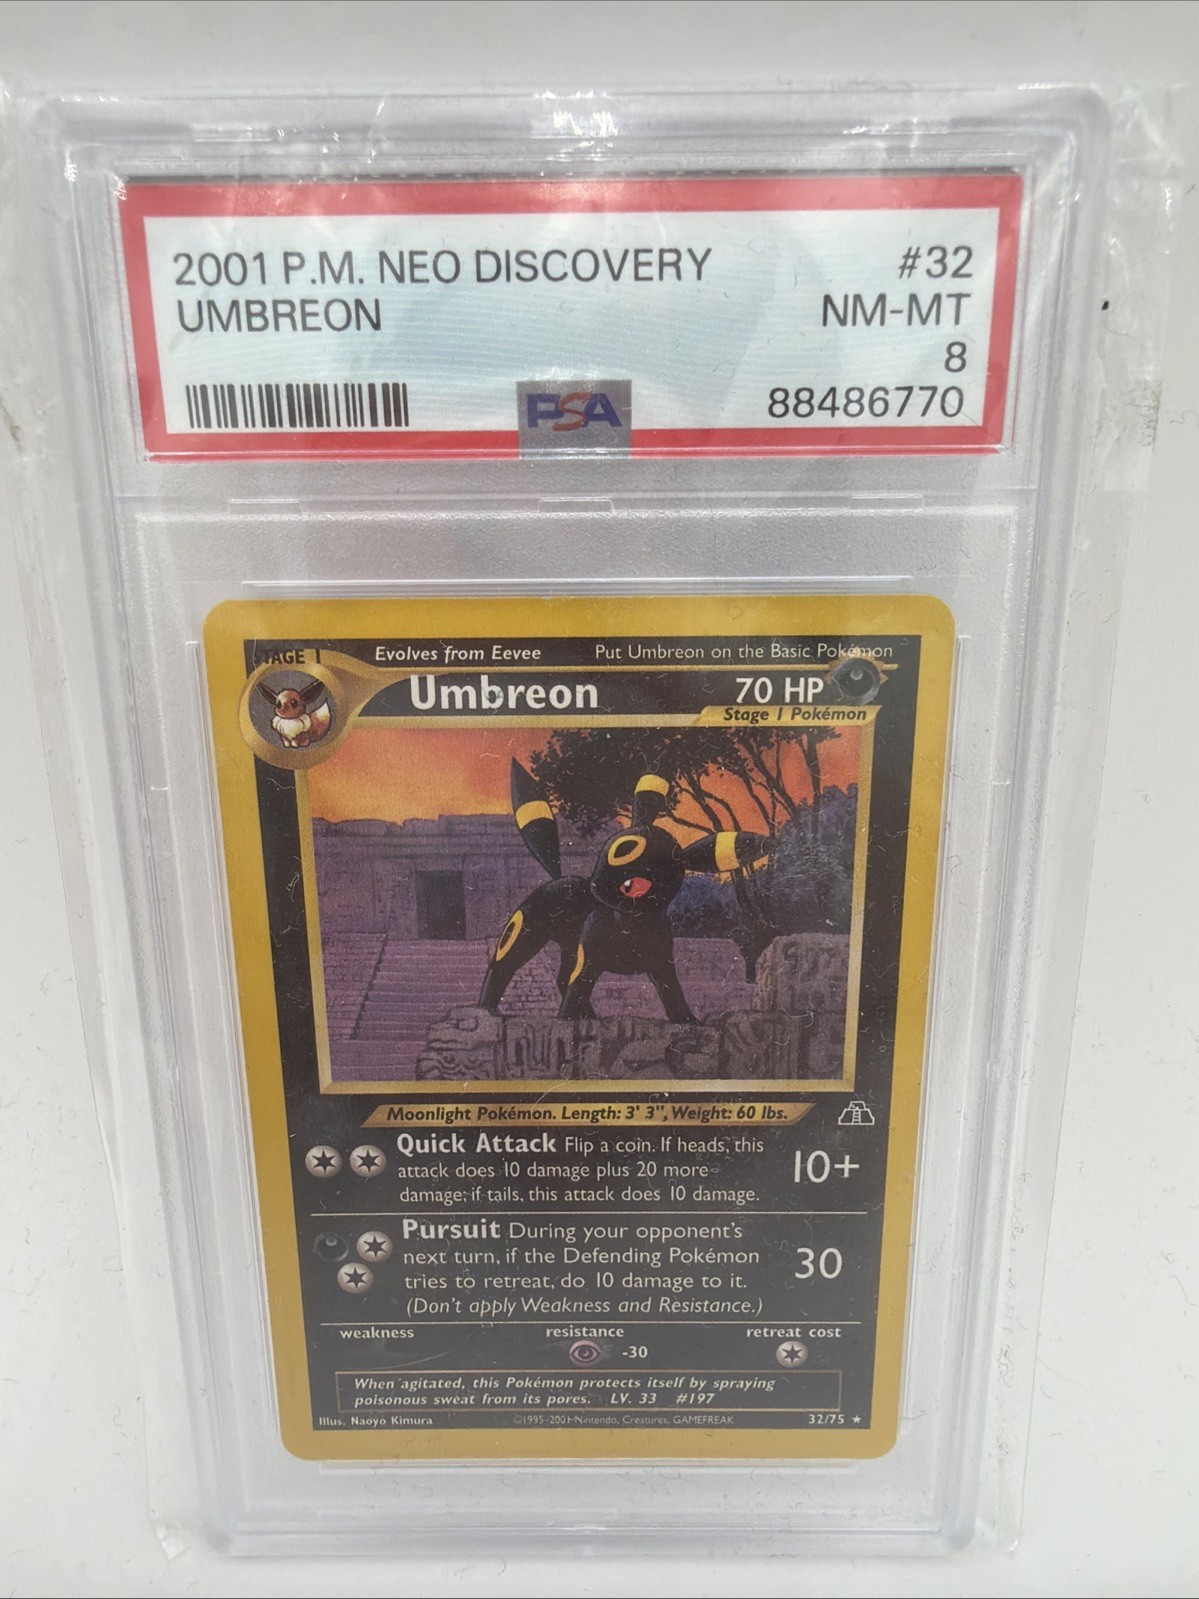 2001 P.M. NEO DISCOVERY #32
UMBREON NM-MT
8
PSA 88486770
STAGE 1 Evolves from Eevee Put Umbreon on the Basic Pokémon
Umbreon 70 HP
Stage 1 Pokémon
Moonlight Pokémon. Length: 3' 3", Weight: 60 lbs.
Quick Attack Flip a coin. If heads, this
attack does 10 damage plus 20 more
damage; if tails, this attack does 10 damage.
10+
Pursuit During your opponent's
next turn, if the Defending Pokémon
tries to retreat, do 10 damage to it.
(Don't apply Weakness and Resistance.)
30
weakness resistance retreat cost
-30
When agitated, this Pokémon protects itself by spraying
poisonous sweat from its pores. LV. 33 #197
Illus. Naoyo Kimura ©1995-2001 Nintendo, Creatures, GAMEFREAK 32/75 ★